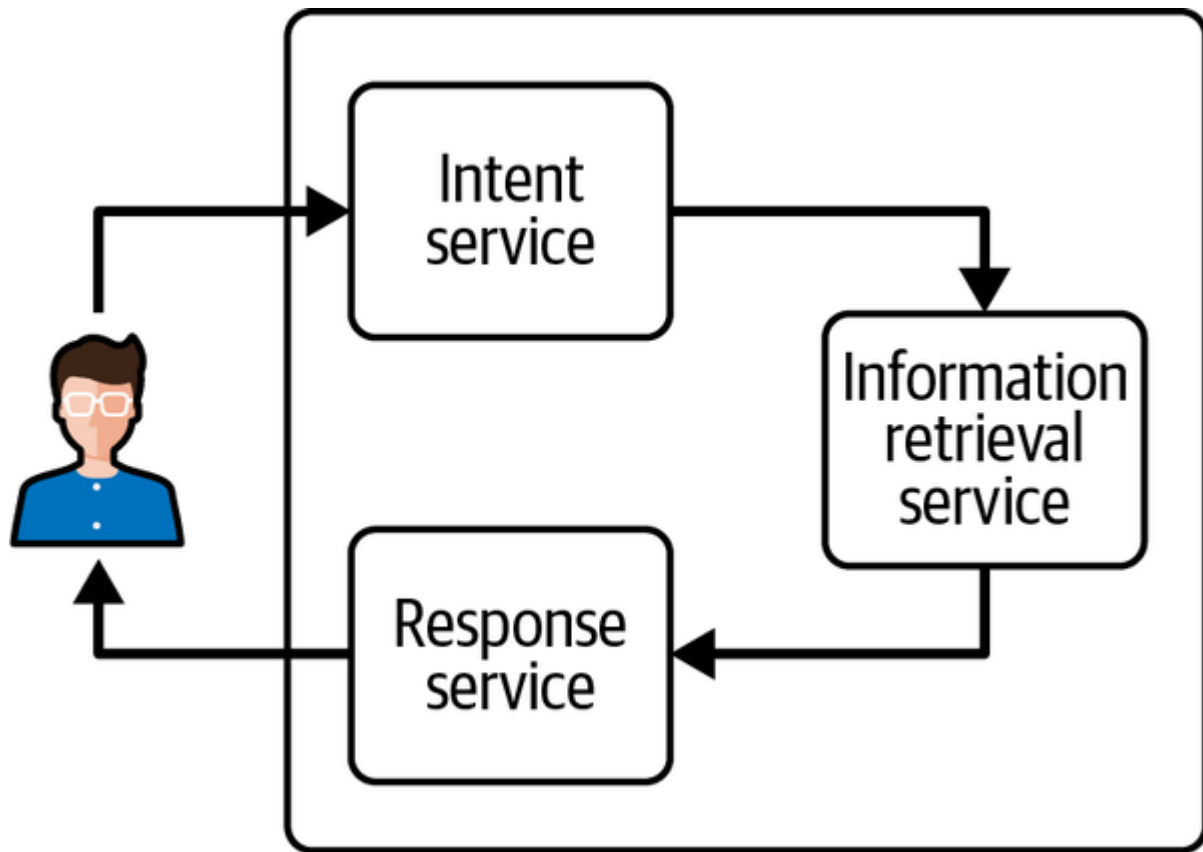 Intent
service
Information
retrieval
service
Response
service